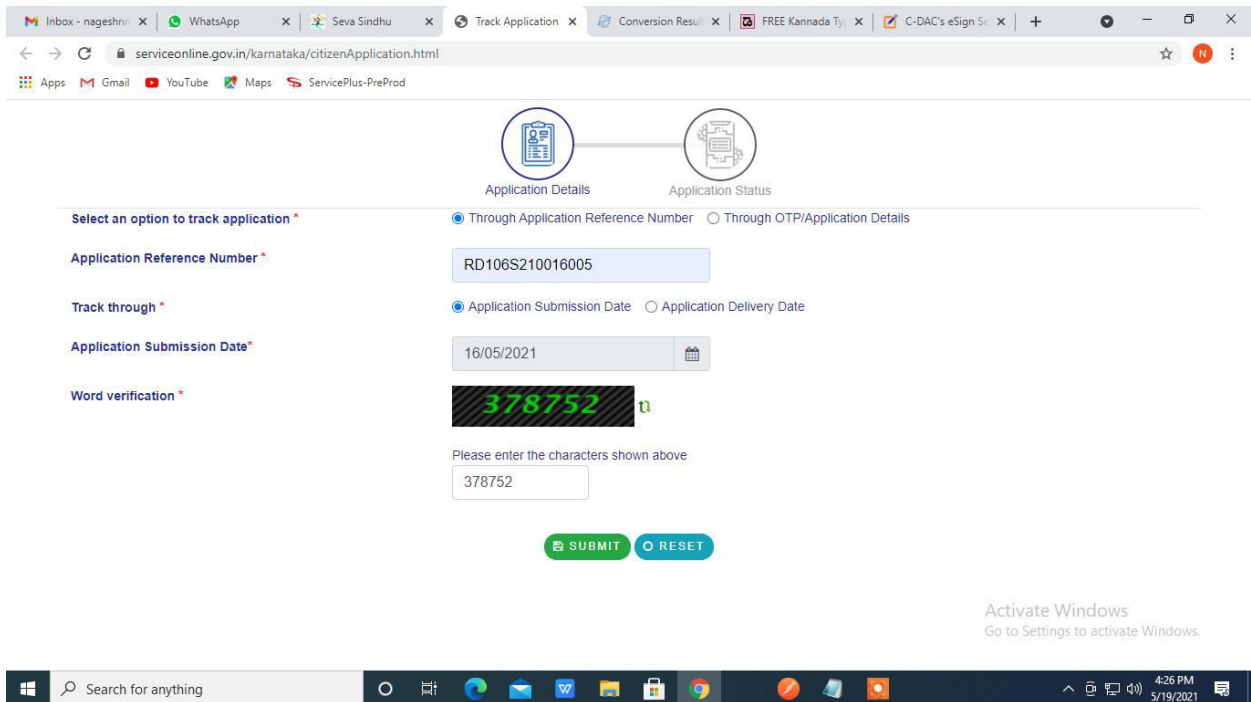 Inbox - nageshnn
WhatsApp
Seva Sindhu
Track Application
Conversion Resul
FREE Kannada Ty
C-DAC's eSign Se
serviceonline.gov.in/karnataka/citizenApplication.html
N
Apps Gmail YouTube Maps ServicePlus-PreProd
Application Details Application Status
Select an option to track application * Through Application Reference Number Through OTP/Application Details
Application Reference Number * RD106S210016005
Track through * Application Submission Date Application Delivery Date
Application Submission Date* 16/05/2021
Word verification * 378752
Please enter the characters shown above
378752
SUBMIT RESET
Activate Windows
Go to Settings to activate Windows.
Search for anything
4:26 PM
5/19/2021